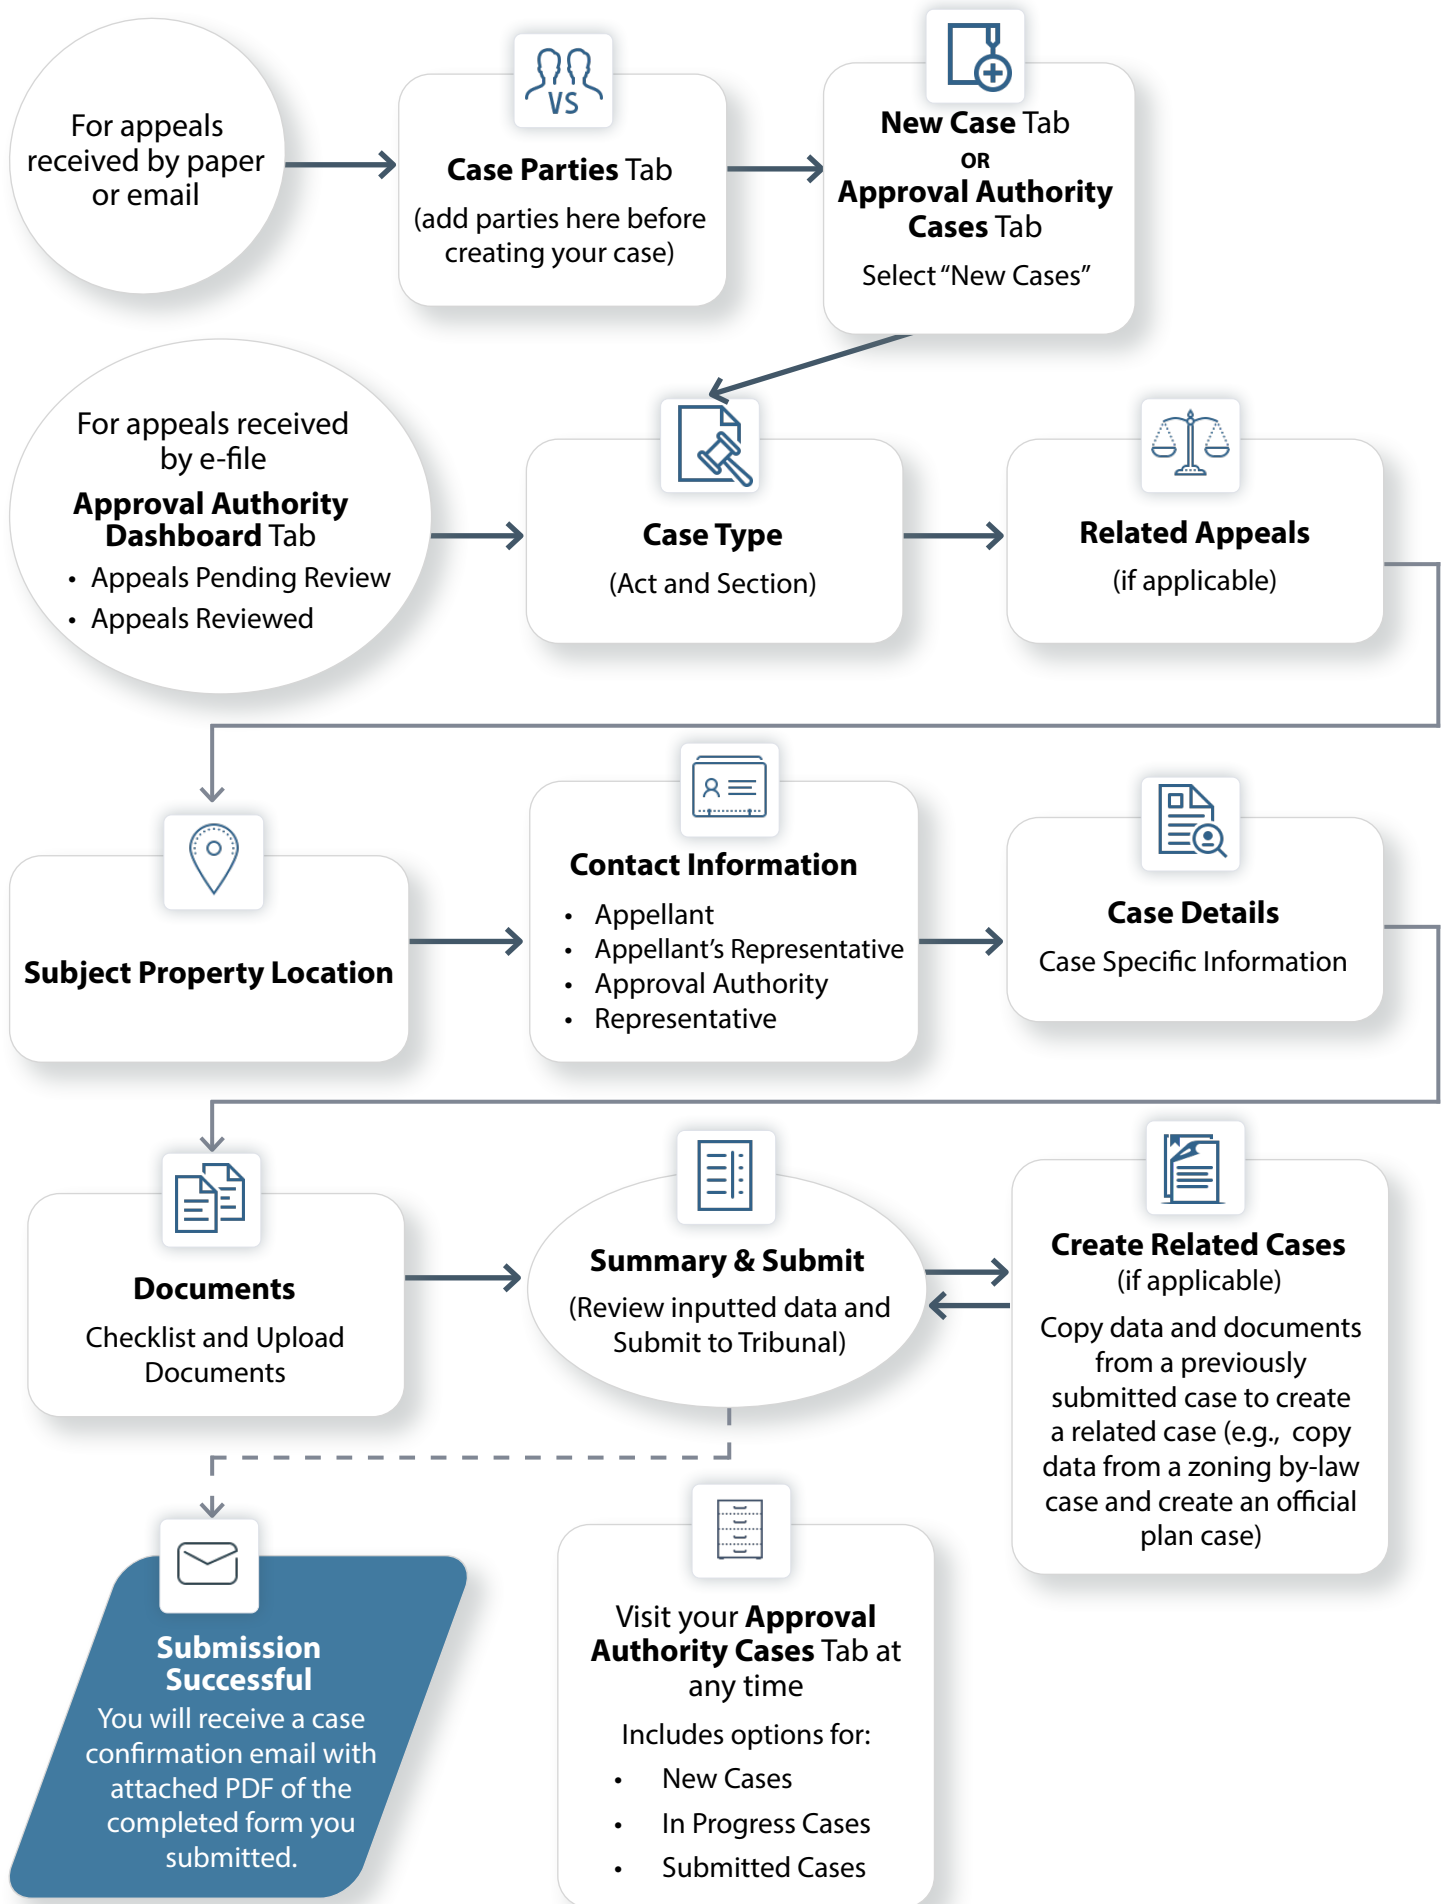 For appeals
received by paper
or email
VS
Case Parties Tab
(add parties here before
creating your case)
New Case Tab
OR
Approval Authority
Cases Tab
Select “New Cases”
For appeals received
by e-file
Approval Authority
Dashboard Tab
• Appeals Pending Review
• Appeals Reviewed
Case Type
(Act and Section)
Related Appeals
(if applicable)
Subject Property Location
Contact Information
• Appellant
• Appellant’s Representative
• Approval Authority
• Representative
Case Details
Case Specific Information
Documents
Checklist and Upload
Documents
Summary & Submit
(Review inputted data and
Submit to Tribunal)
Create Related Cases
(if applicable)
Copy data and documents
from a previously
submitted case to create
a related case (e.g., copy
data from a zoning by-law
case and create an official
plan case)
Submission
Successful
You will receive a case
confirmation email with
attached PDF of the
completed form you
submitted.
Visit your Approval
Authority Cases Tab at
any time
Includes options for:
• New Cases
• In Progress Cases
• Submitted Cases